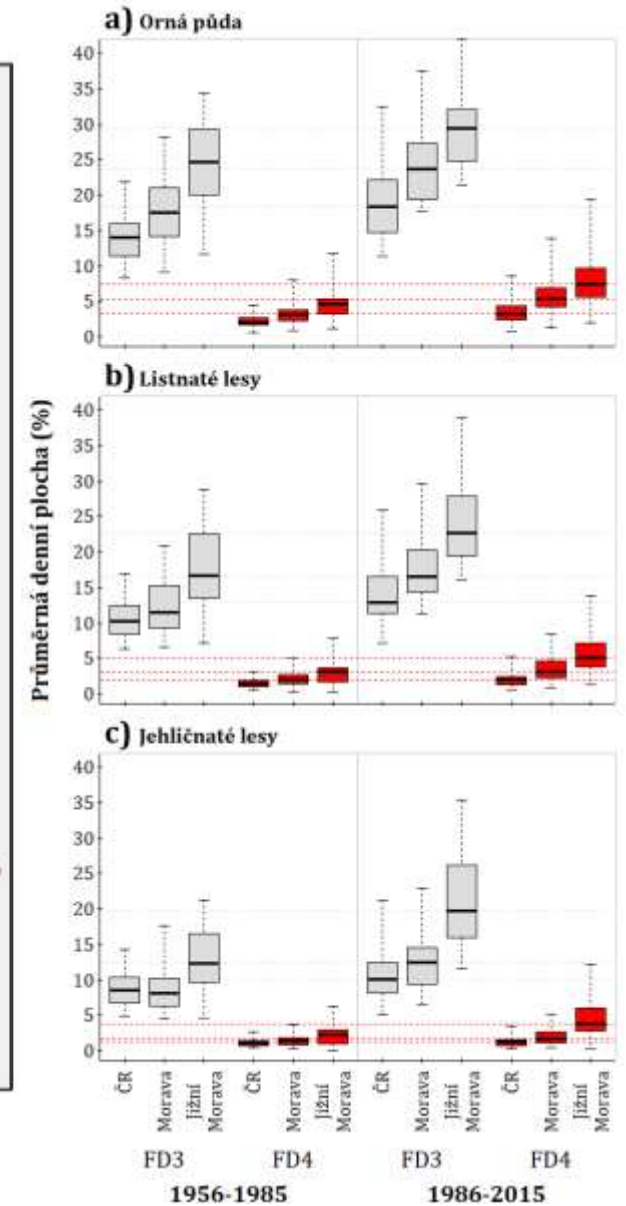 a) Orná půda
40
35
30
25
20
15
10
5
0
b) Listnaté lesy
40
35
30
25
20
15
10
5
0
Průměrná denní plocha (%)
c) Jehličnaté lesy
40
35
30
25
20
15
10
5
0
ČR
Morava
Jižní
Morava
ČR
Morava
Jižní
Morava
ČR
Morava
Jižní
Morava
ČR
Morava
Jižní
Morava
FD3 FD4 FD3 FD4
1956-1985 1986-2015